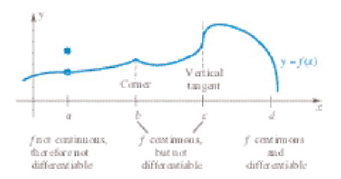 y
y = f(x)
Corner
Vertical
tangent
x
a
b
c
d
f not continuous,
therefore not
differentiable
f continuous,
but not
differentiable
f continuous
and
differentiable